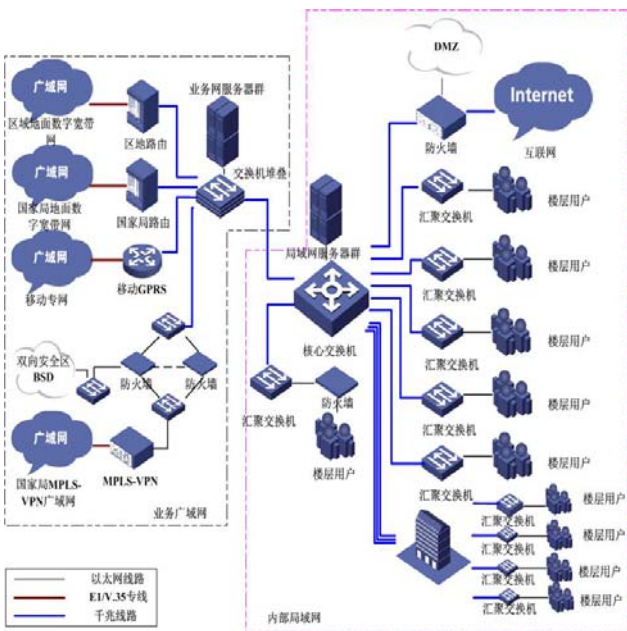 广域网
区域地面数字宽带
网
区地路由
业务网服务器群
交换机堆叠
广域网
国家局地面数
字宽带网
国家局路由
广域网
移动专网
移动GPRS
双向安全区
BSD
防火墙
防火墙
广域网
国家局MPLS-
VPN广域网
MPLS-VPN
业务广域网
以太网线路
E1/V.35专线
千兆线路
DMZ
防火墙
Internet
互联网
局域网服务器群
核心交换机
汇聚交换机
防火墙
楼层用户
汇聚交换机
楼层用户
汇聚交换机
楼层用户
汇聚交换机
楼层用户
汇聚交换机
楼层用户
汇聚交换机
楼层用户
汇聚交换机
楼层用户
汇聚交换机
楼层用户
汇聚交换机
楼层用户
汇聚交换机
楼层用户
内部局域网